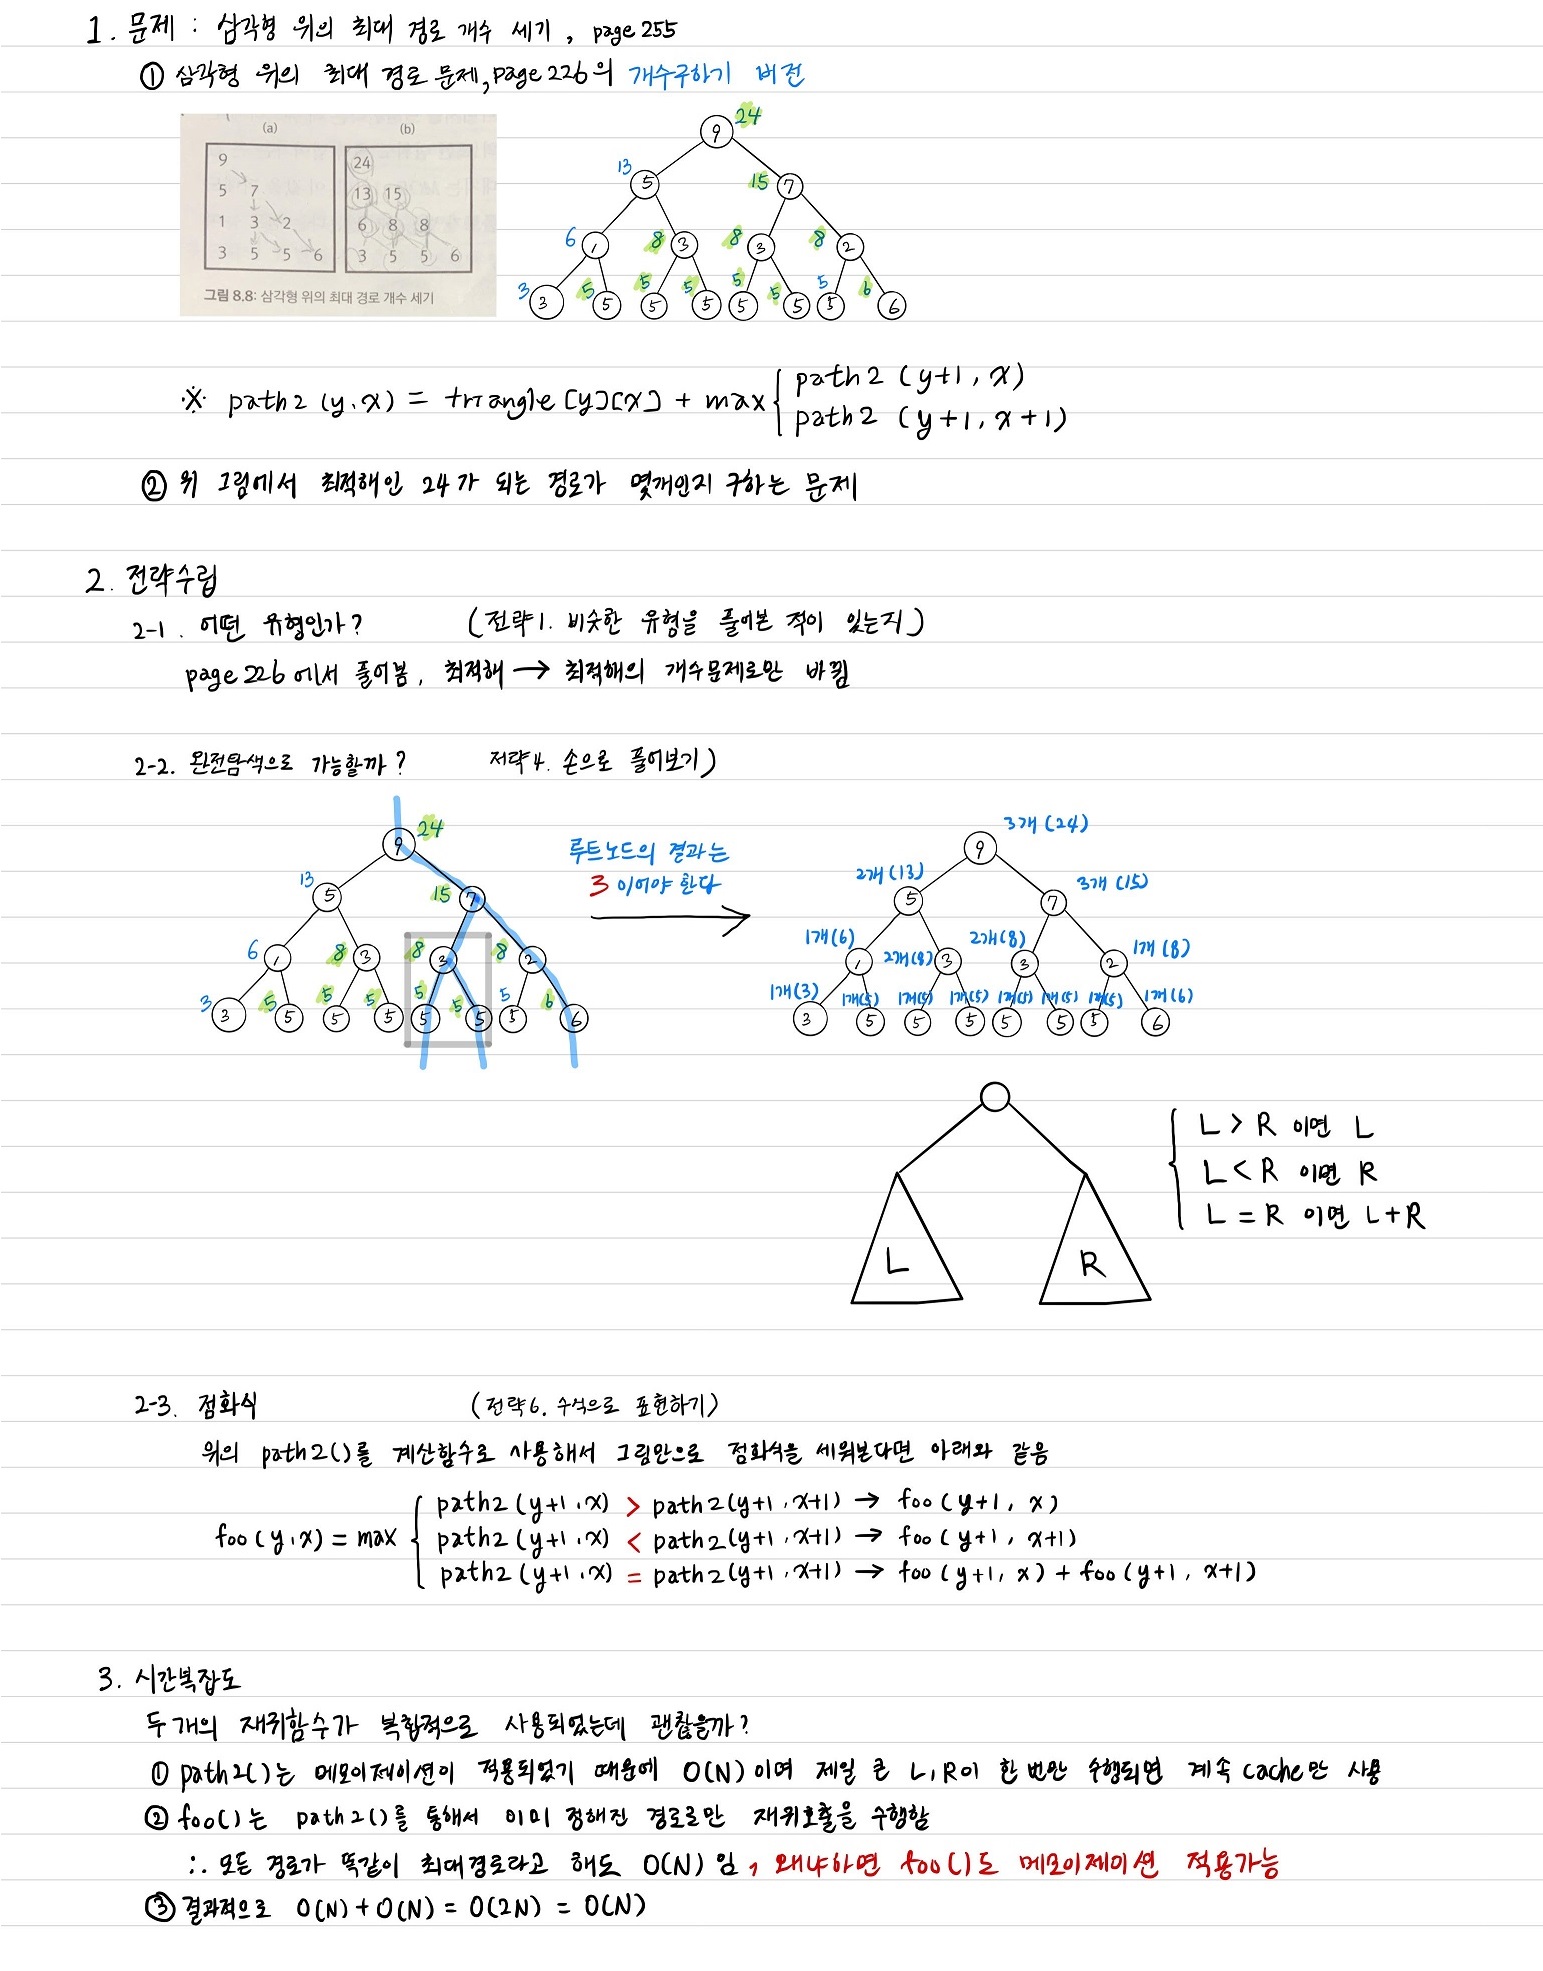 1. 문제 : 삼각형 위의 최대 경로 개수 세기, page 255
① 삼각형 위의 최대 경로 문제, page 226의 개수구하기 버전
(a) (b)
9 24
5 7 13 15
1 3 2 6 8 8
3 5 5 6 3 5 5 6
그림 8.8: 삼각형 위의 최대 경로 개수 세기
9 24
13 5 15 7
6 1 8 3 8 3 8 2
3 3 5 5 5 5 5 5 5 5 5 5 5 5 6 6
※ path2 (y, x) = triangle[y][x] + max
path2 (y+1, x)
path2 (y+1, x+1)
② 위 그림에서 최적해인 24가 되는 경로가 몇개인지 구하는 문제
2. 전략수립
2-1. 어떤 유형인가? (전략1. 비슷한 유형을 풀어본 적이 있는지)
page 226에서 풀어봄, 최적해 → 최적해의 개수문제로만 바뀜
2-2. 완전탐색으로 가능할까? 전략4. 손으로 풀어보기)
9 24
13 5 15 7
6 1 8 3 8 3 8 2
3 3 5 5 5 5 5 5 5 5 5 5 5 5 6 6
루트노드의 결과는
3 이어야 한다
9 3개(24)
2개(13) 5 7 3개(15)
1개(6) 1 2개(8) 3 2개(8) 3 2 1개(8)
1개(3) 1개(5) 1개(5) 1개(5) 1개(5) 1개(5) 1개(5) 1개(6)
3 5 5 5 5 5 5 6
L R
L > R 이면 L
L < R 이면 R
L = R 이면 L+R
2-3. 점화식 (전략6. 수식으로 표현하기)
위의 path2()를 계산함수로 사용해서 그림만으로 점화식을 세워본다면 아래와 같음
foo(y,x) = max
path2(y+1,x) > path2(y+1,x+1) → foo(y+1, x)
path2(y+1,x) < path2(y+1,x+1) → foo(y+1, x+1)
path2(y+1,x) = path2(y+1,x+1) → foo(y+1, x) + foo(y+1, x+1)
3. 시간복잡도
두개의 재귀함수가 복합적으로 사용되었는데 괜찮을까?
① path2()는 메모이제이션이 적용되었기 때문에 O(N)이며 제일 큰 L,R이 한 번만 수행되면 계속 cache만 사용
② foo()는 path2()를 통해서 이미 정해진 경로로만 재귀호출을 수행함
∴ 모든 경로가 똑같이 최대경로라고 해도 O(N)임, 왜냐하면 foo()도 메모이제이션 적용가능
③ 결과적으로 O(N)+O(N) = O(2N) = O(N)